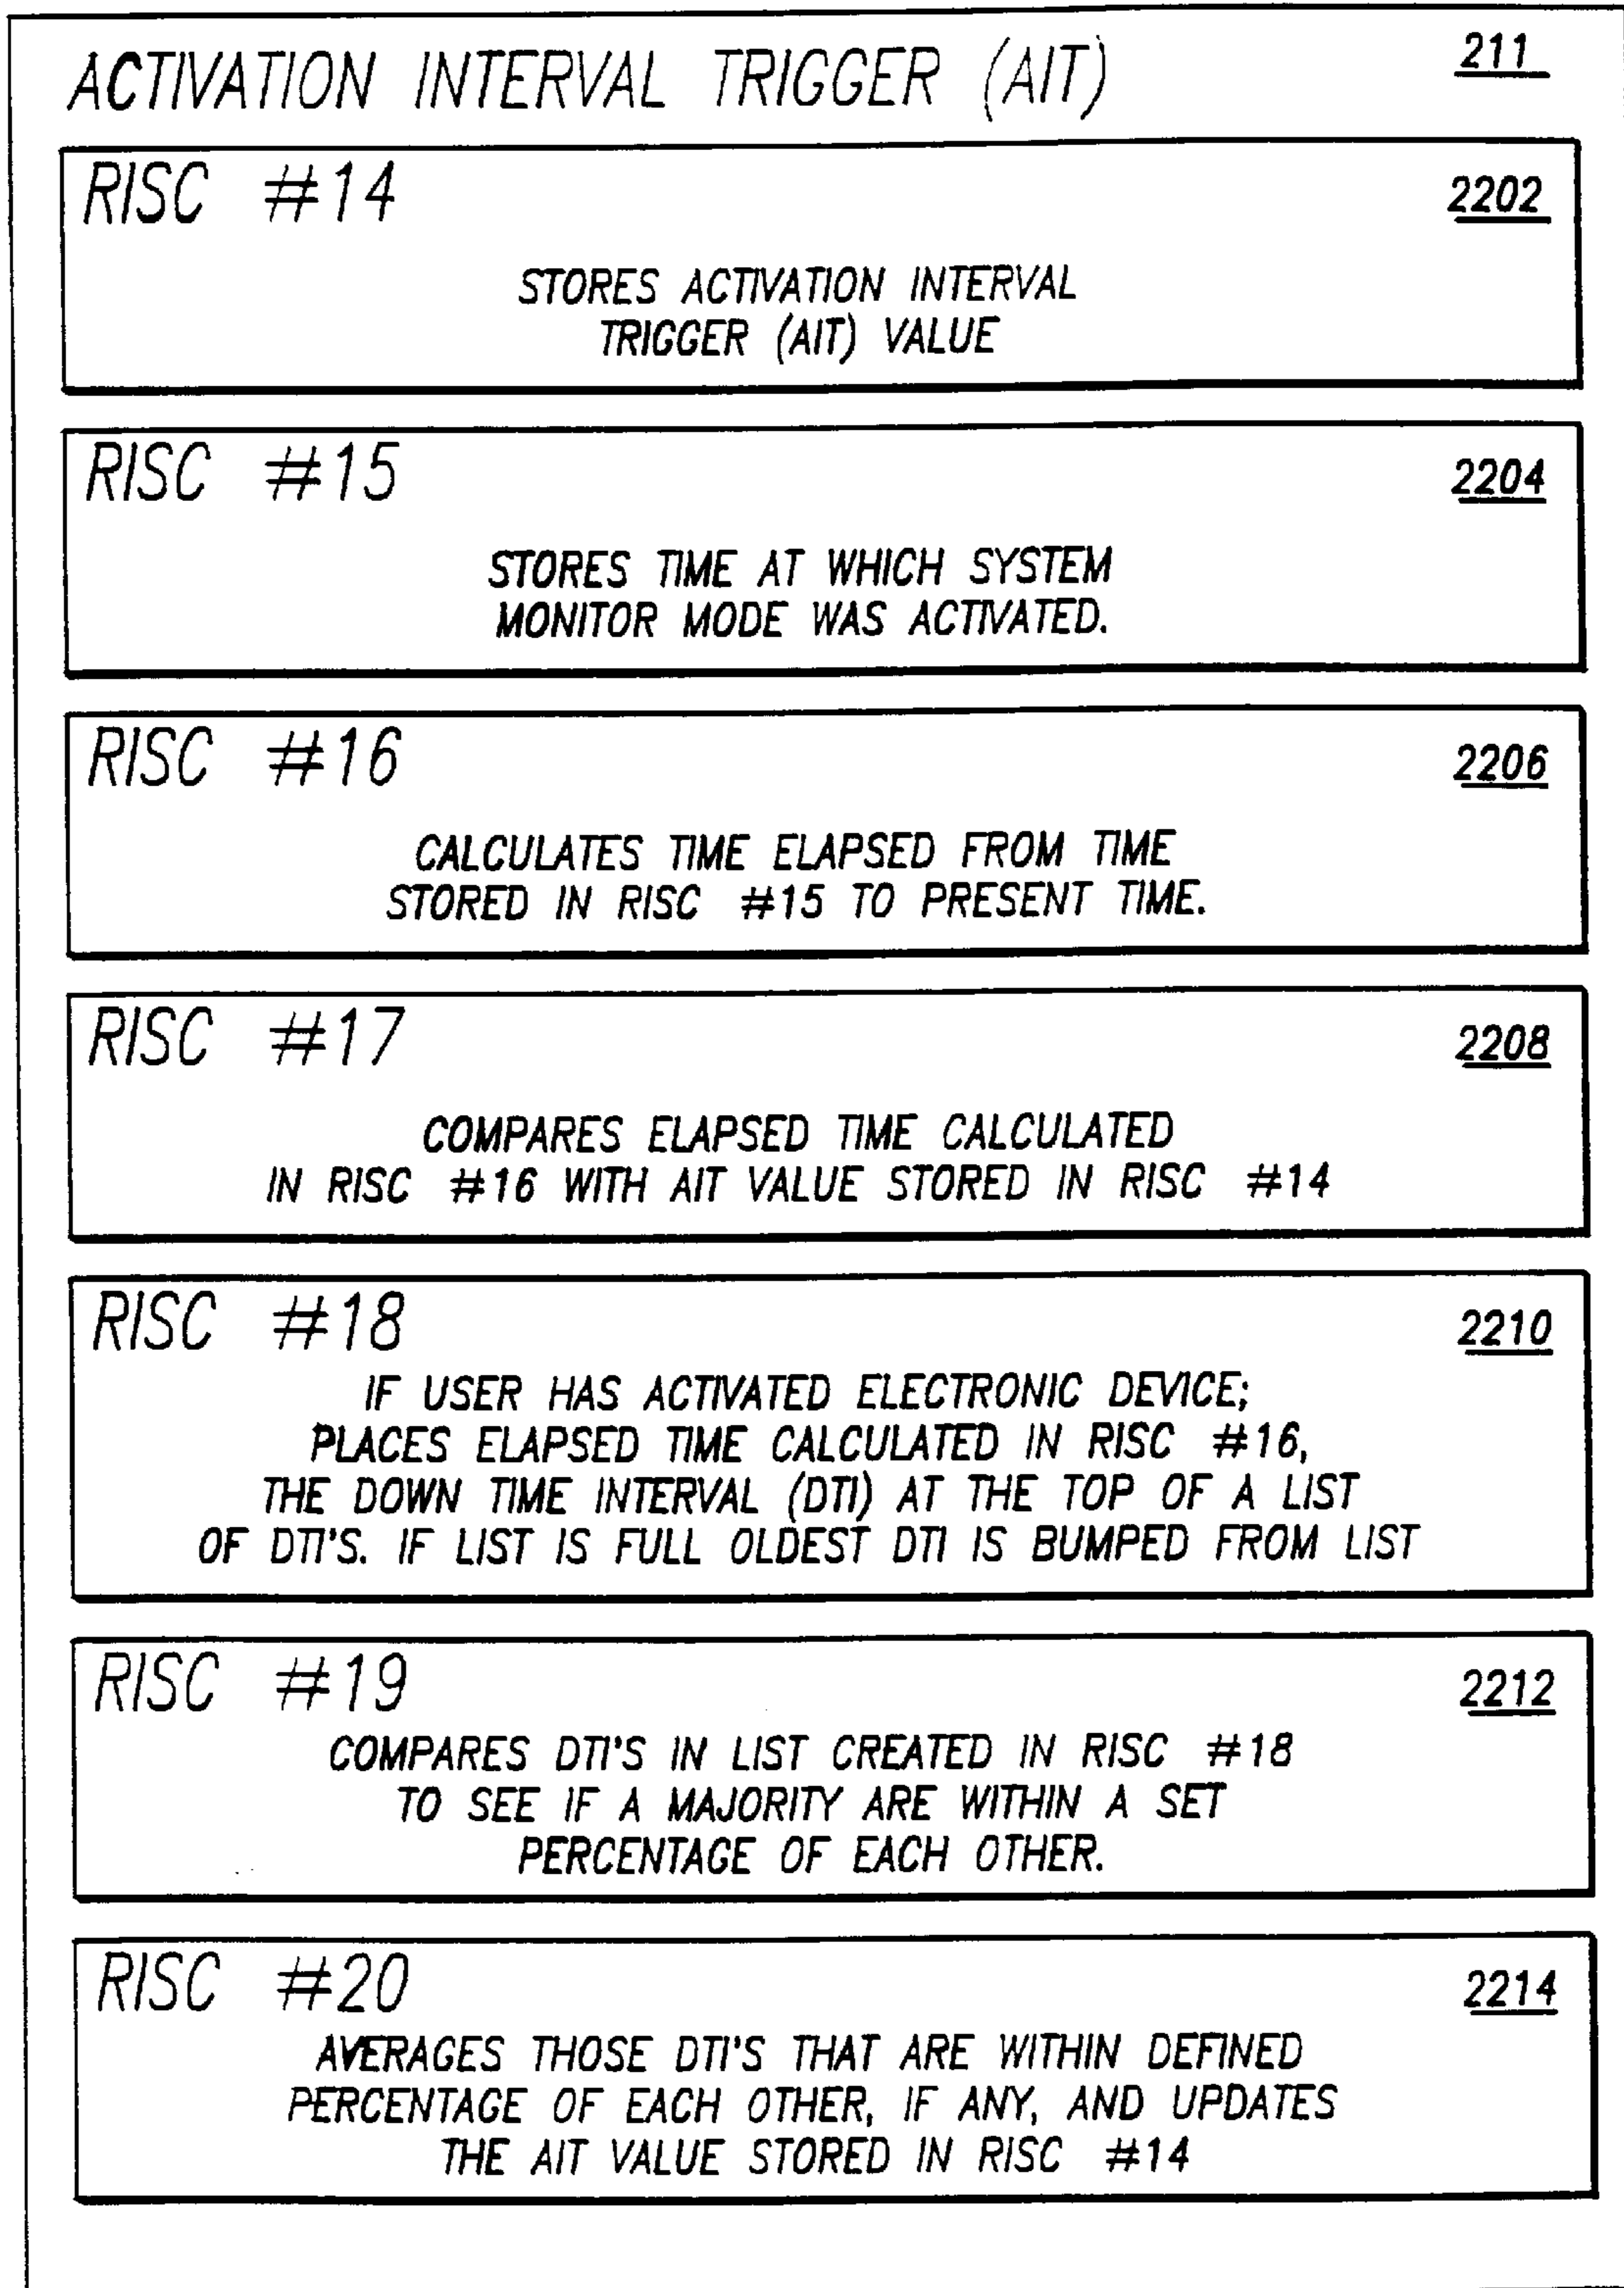 ACTIVATION INTERVAL TRIGGER (AIT) 211
RISC #14 2202
STORES ACTIVATION INTERVAL
TRIGGER (AIT) VALUE
RISC #15 2204
STORES TIME AT WHICH SYSTEM
MONITOR MODE WAS ACTIVATED.
RISC #16 2206
CALCULATES TIME ELAPSED FROM TIME
STORED IN RISC #15 TO PRESENT TIME.
RISC #17 2208
COMPARES ELAPSED TIME CALCULATED
IN RISC #16 WITH AIT VALUE STORED IN RISC #14
RISC #18 2210
IF USER HAS ACTIVATED ELECTRONIC DEVICE;
PLACES ELAPSED TIME CALCULATED IN RISC #16,
THE DOWN TIME INTERVAL (DTI) AT THE TOP OF A LIST
OF DTI'S. IF LIST IS FULL OLDEST DTI IS BUMPED FROM LIST
RISC #19 2212
COMPARES DTI'S IN LIST CREATED IN RISC #18
TO SEE IF A MAJORITY ARE WITHIN A SET
PERCENTAGE OF EACH OTHER.
RISC #20 2214
AVERAGES THOSE DTI'S THAT ARE WITHIN DEFINED
PERCENTAGE OF EACH OTHER, IF ANY, AND UPDATES
THE AIT VALUE STORED IN RISC #14